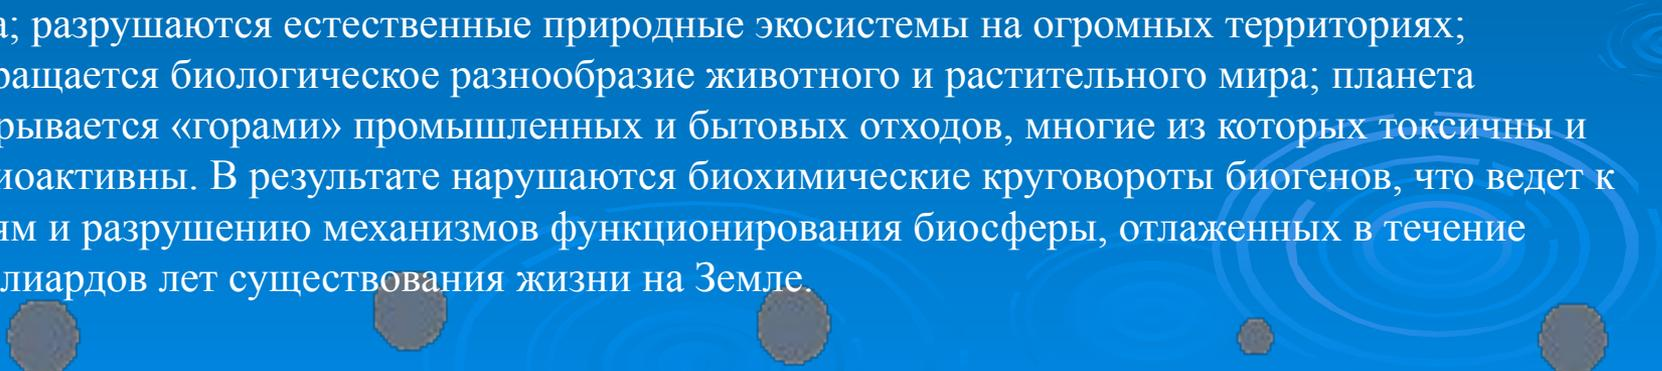 а; разрушаются естественные природные экосистемы на огромных территориях;
ращается биологическое разнообразие животного и растительного мира; планета
рывается «горами» промышленных и бытовых отходов, многие из которых токсичны и
иоактивны. В результате нарушаются биохимические круговороты биогенов, что ведет к
ям и разрушению механизмов функционирования биосферы, отлаженных в течение
лиардов лет существования жизни на Земле.